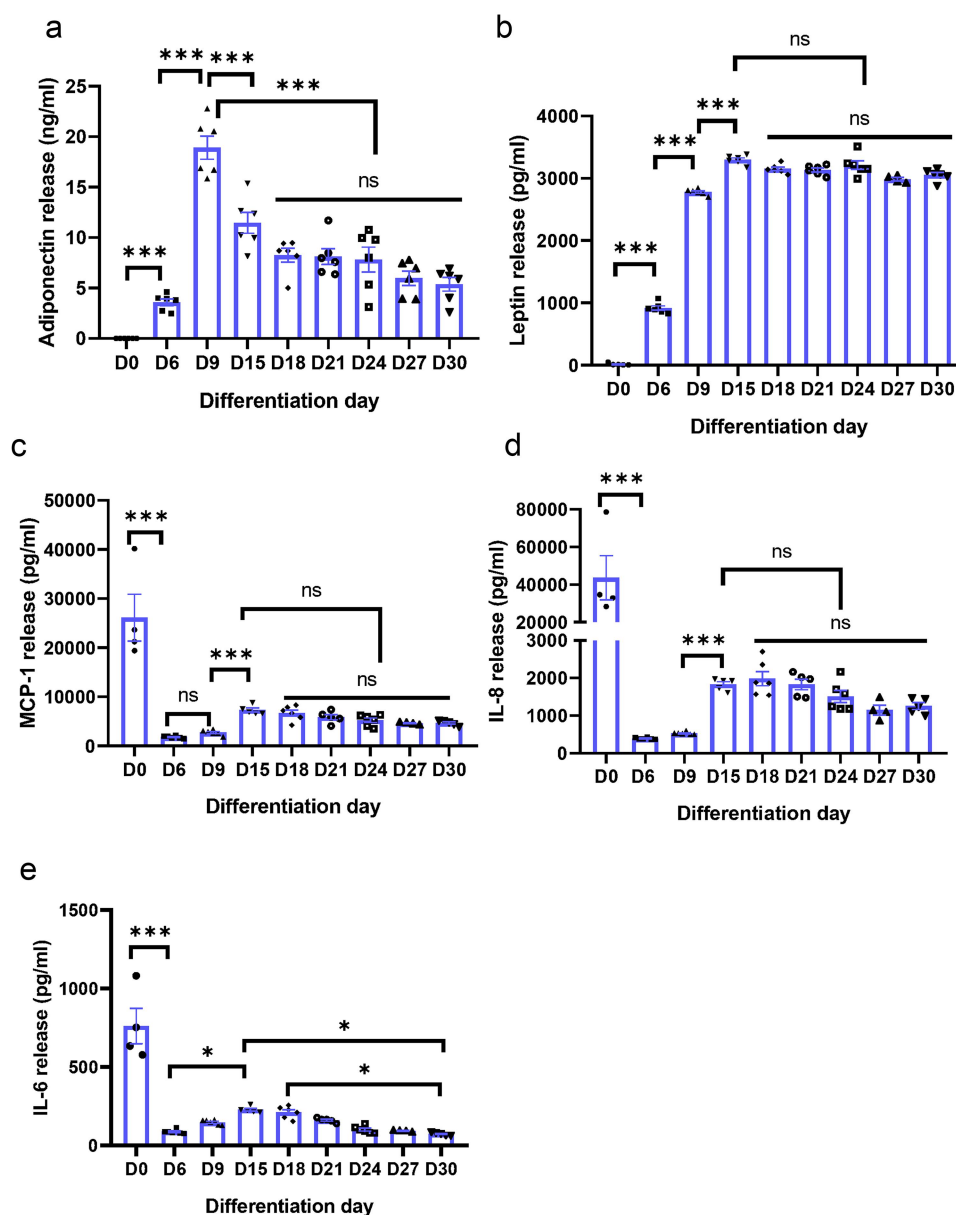 a
*** ***
***
***
ns
Adiponectin release (ng/ml)
25
20
15
10
5
0
D0 D6 D9 D15 D18 D21 D24 D27 D30
Differentiation day
b
ns
***
***
***
ns
Leptin release (pg/ml)
4000
3000
2000
1000
0
D0 D6 D9 D15 D18 D21 D24 D27 D30
Differentiation day
c
***
ns
***
ns
ns
MCP-1 release (pg/ml)
50000
40000
30000
20000
10000
0
D0 D6 D9 D15 D18 D21 D24 D27 D30
Differentiation day
d
***
ns
***
ns
IL-8 release (pg/ml)
80000
60000
40000
20000
3000
2000
1000
0
D0 D6 D9 D15 D18 D21 D24 D27 D30
Differentiation day
e
***
*
*
*
IL-6 release (pg/ml)
1500
1000
500
0
D0 D6 D9 D15 D18 D21 D24 D27 D30
Differentiation day